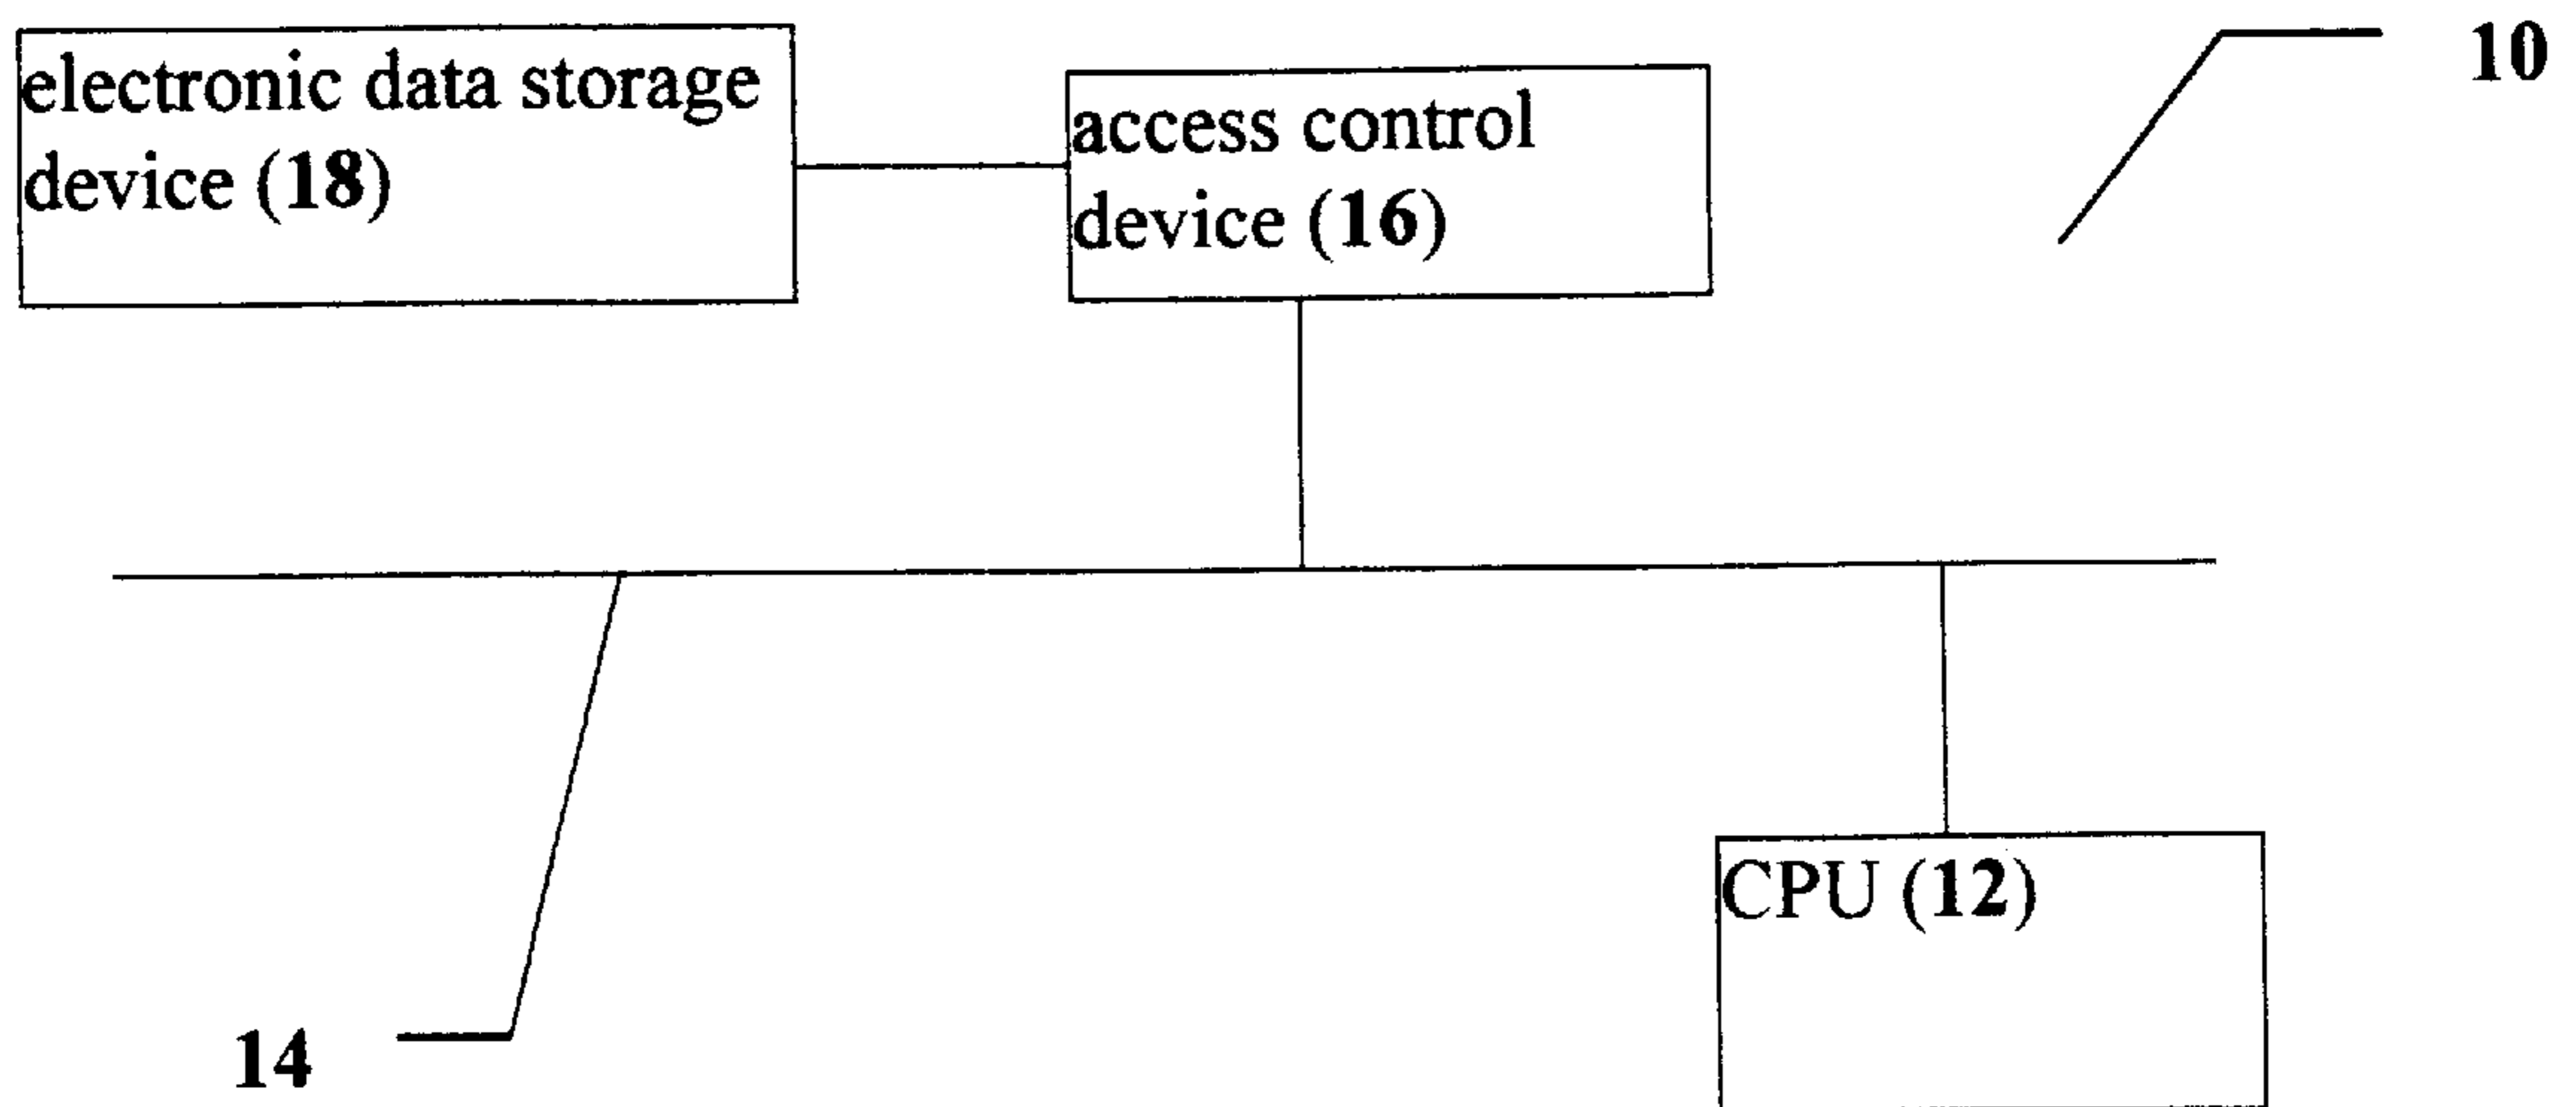 electronic data storage
device (18)
access control
device (16)
10
CPU (12)
14